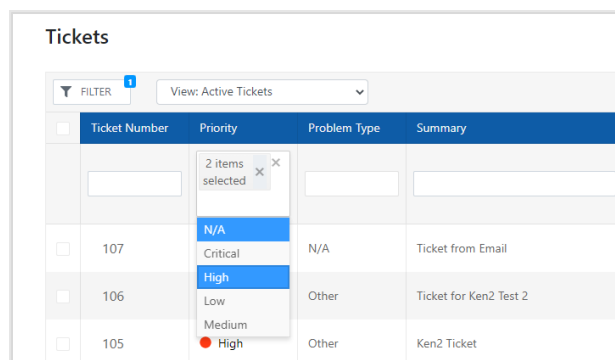 Tickets
FILTER
1
View: Active Tickets
Ticket Number Priority Problem Type Summary
2 items
selected
N/A
107 N/A Ticket from Email
Critical
High
106 Other Ticket for Ken2 Test 2
Low
Medium
105 High Other Ken2 Ticket